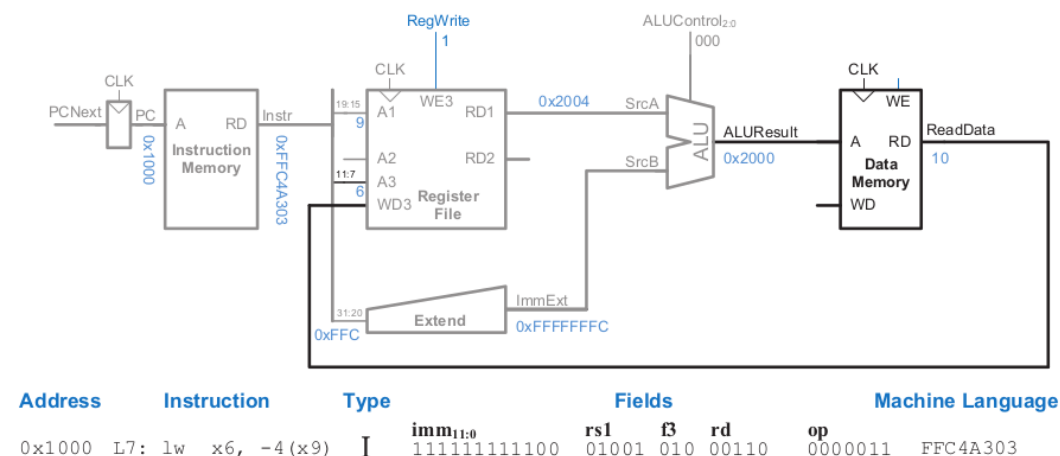 RegWrite
1
ALUControl2:0
000
CLK
PCNext
PC
0x1000
A RD
Instruction
Memory
Instr
0xFFC4A303
CLK
WE3
19:15
9
A1
RD1
A2
RD2
11:7
6
A3
WD3
Register
File
0x2004
SrcA
SrcB
ALU
ALUResult
0x2000
CLK
WE
A RD
Data
Memory
WD
ReadData
10
31:20
0xFFC
Extend
ImmExt
0xFFFFFFFC
Address Instruction Type Fields Machine Language
imm11:0 rs1 f3 rd op
0x1000 L7: lw x6, -4(x9) I 111111111100 01001 010 00110 0000011 FFC4A303